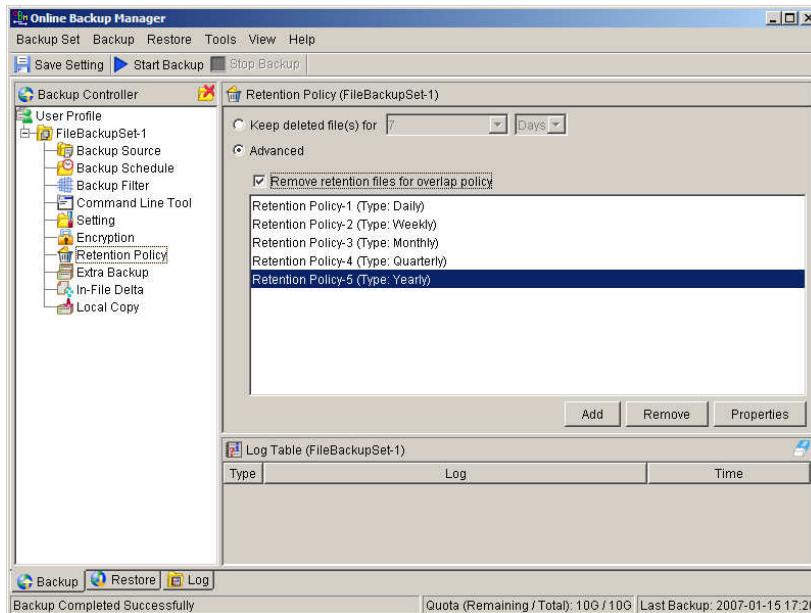 Online Backup Manager
Backup Set Backup Restore Tools View Help
Save Setting Start Backup Stop Backup
Backup Controller
User Profile
FileBackupSet-1
Backup Source
Backup Schedule
Backup Filter
Command Line Tool
Setting
Encryption
Retention Policy
Extra Backup
In-File Delta
Local Copy
Retention Policy (FileBackupSet-1)
Keep deleted file(s) for 7 Days
Advanced
Remove retention files for overlap policy
Retention Policy-1 (Type: Daily)
Retention Policy-2 (Type: Weekly)
Retention Policy-3 (Type: Monthly)
Retention Policy-4 (Type: Quarterly)
Retention Policy-5 (Type: Yearly)
Add Remove Properties
Log Table (FileBackupSet-1)
Type Log Time
Backup Restore Log
Backup Completed Successfully Quota (Remaining / Total): 10G / 10G Last Backup: 2007-01-15